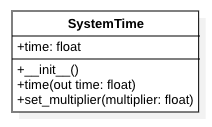 SystemTime
+time: float
+__init__()
+time(out time: float)
+set_multiplier(multiplier: float)